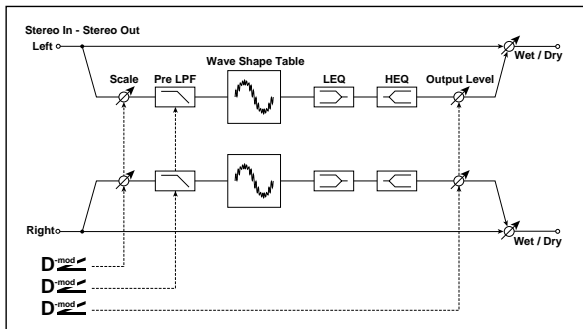 Stereo In - Stereo Out
Left
Wet / Dry
Wave Shape Table
Scale
Pre LPF
LEQ
HEQ
Output Level
Right
Wet / Dry
D-mod
D-mod
D-mod